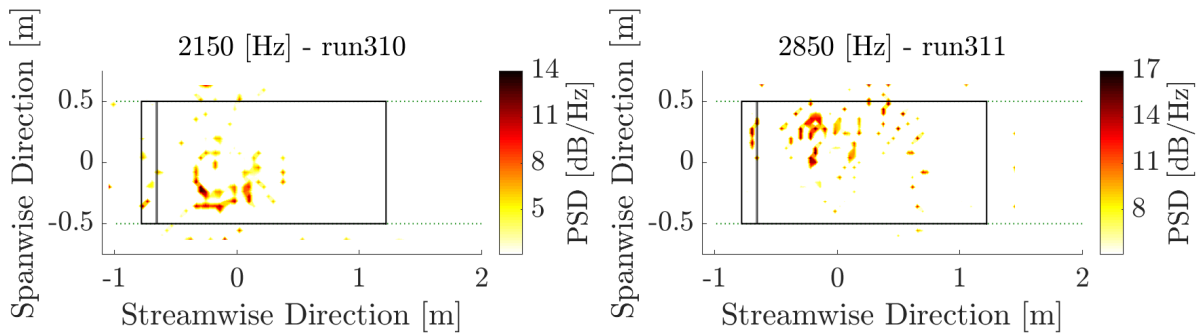 2150 [Hz] - run310
Spanwise Direction [m]
0.5
0
-0.5
-1
0
1
2
Streamwise Direction [m]
14
11
8
5
PSD [dB/Hz]
2850 [Hz] - run311
Spanwise Direction [m]
0.5
0
-0.5
-1
0
1
2
Streamwise Direction [m]
17
14
11
8
PSD [dB/Hz]